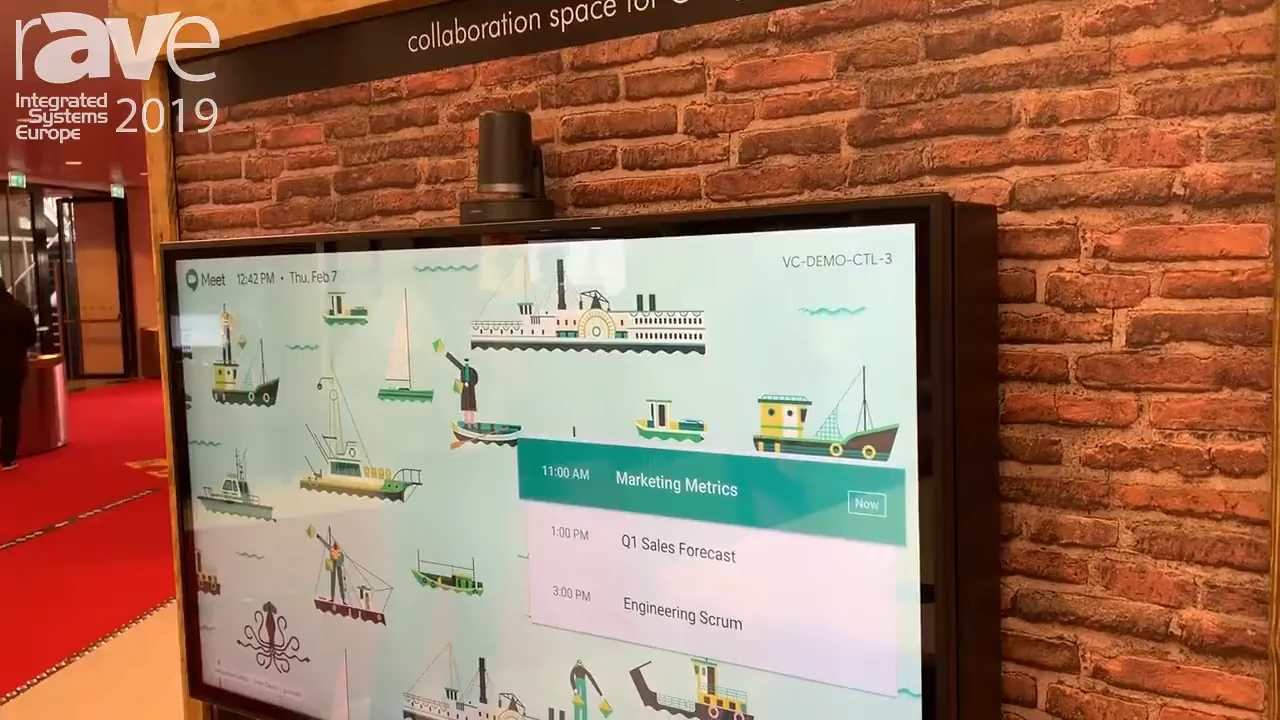 rave
Integrated
Systems
Europe
2019
collaboration space for
Meet 12:42 PM • Thu, Feb 7
VC-DEMO-CTL-3
11:00 AM Marketing Metrics Now
1:00 PM Q1 Sales Forecast
3:00 PM Engineering Scrum